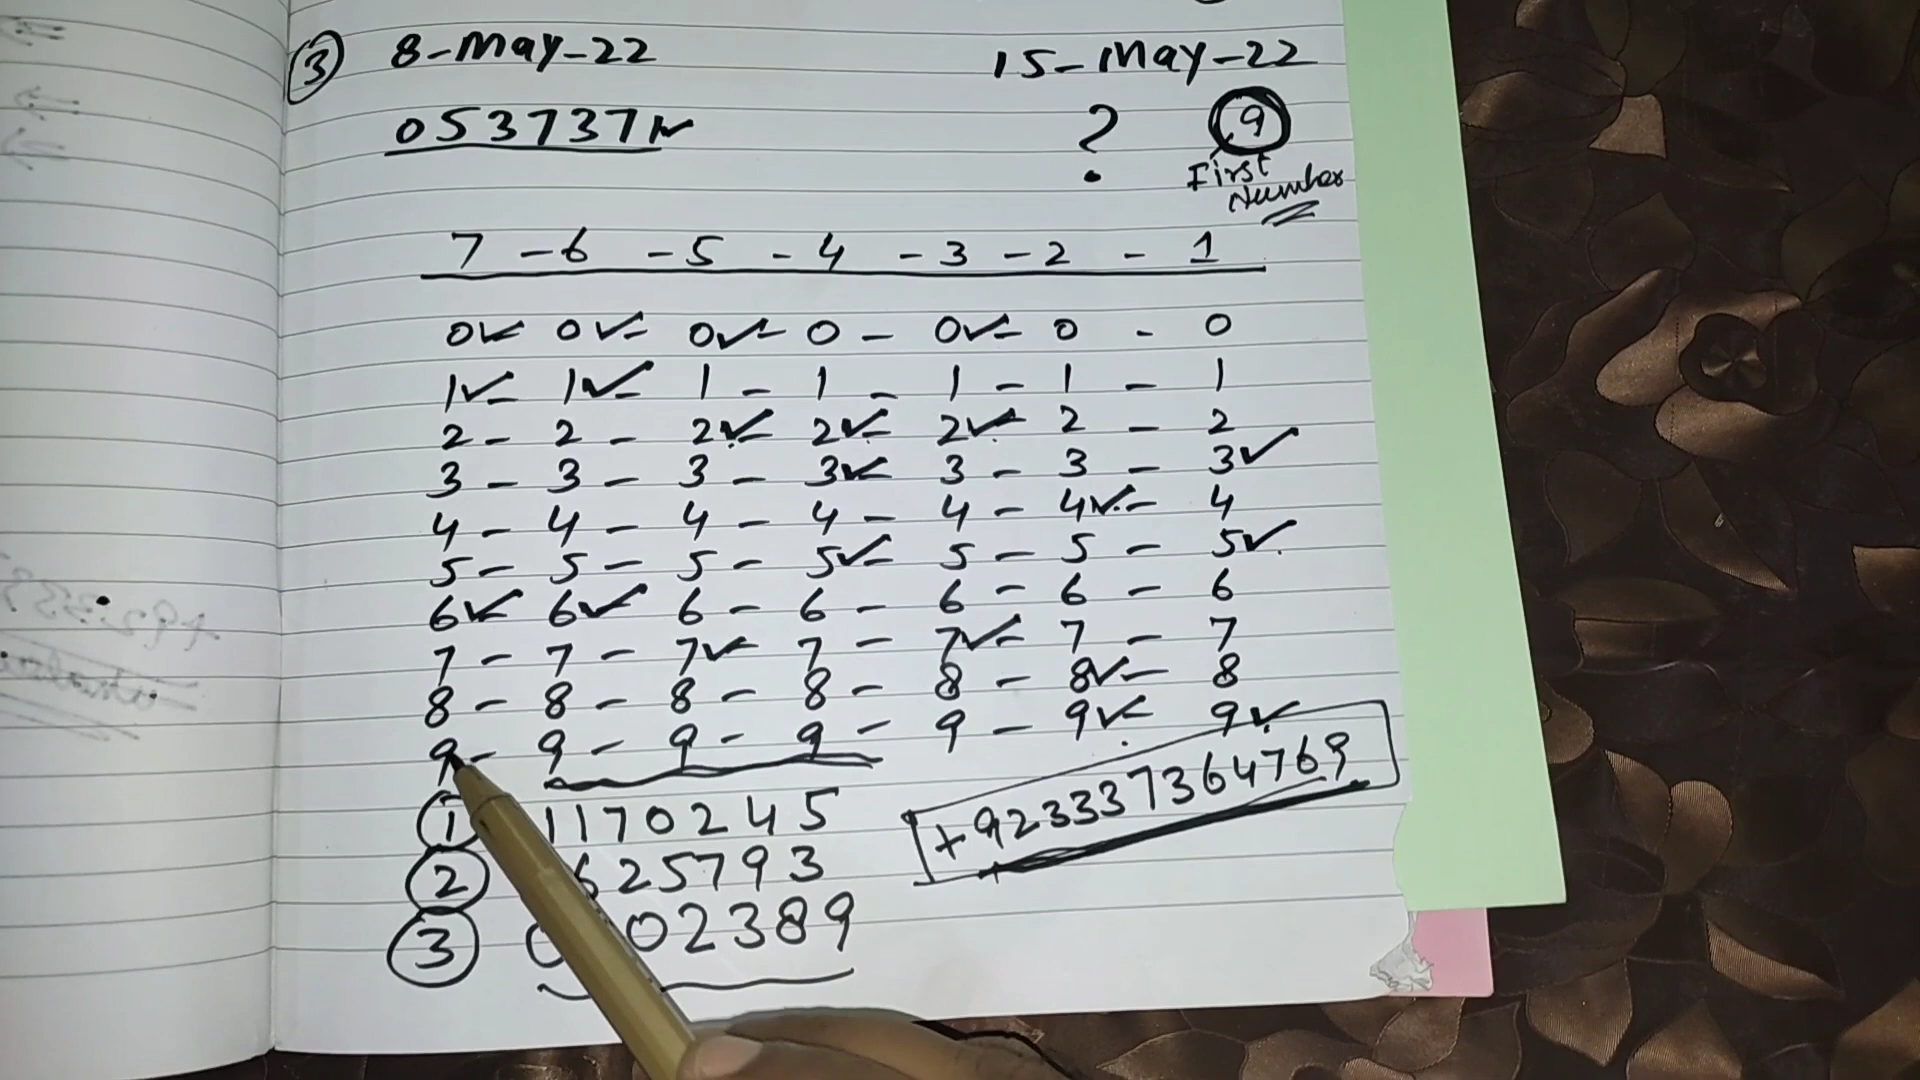 ③ 8-May-22 15-May-22
0537371✓ ? 9
First
Number
7 - 6 - 5 - 4 - 3 - 2 - 1
0✓ 0✓- 0✓- 0 - 0✓- 0 - 0
1✓- 1✓- 1 - 1 - 1 - 1 - 1
2 - 2 - 2✓- 2✓- 2✓- 2 - 2
3 - 3 - 3 - 3✓- 3 - 3 - 3✓
4 - 4 - 4 - 4 - 4 - 4✓- 4
5 - 5 - 5 - 5✓- 5 - 5 - 5✓
6✓- 6✓- 6 - 6 - 6 - 6 - 6
7 - 7 - 7✓- 7 - 7✓- 7 - 7
8 - 8 - 8 - 8 - 8 - 8✓- 8
9 - 9 - 9 - 9 - 9 - 9✓- 9✓
① 1170245
+923337364769
② 625793
③ 02389